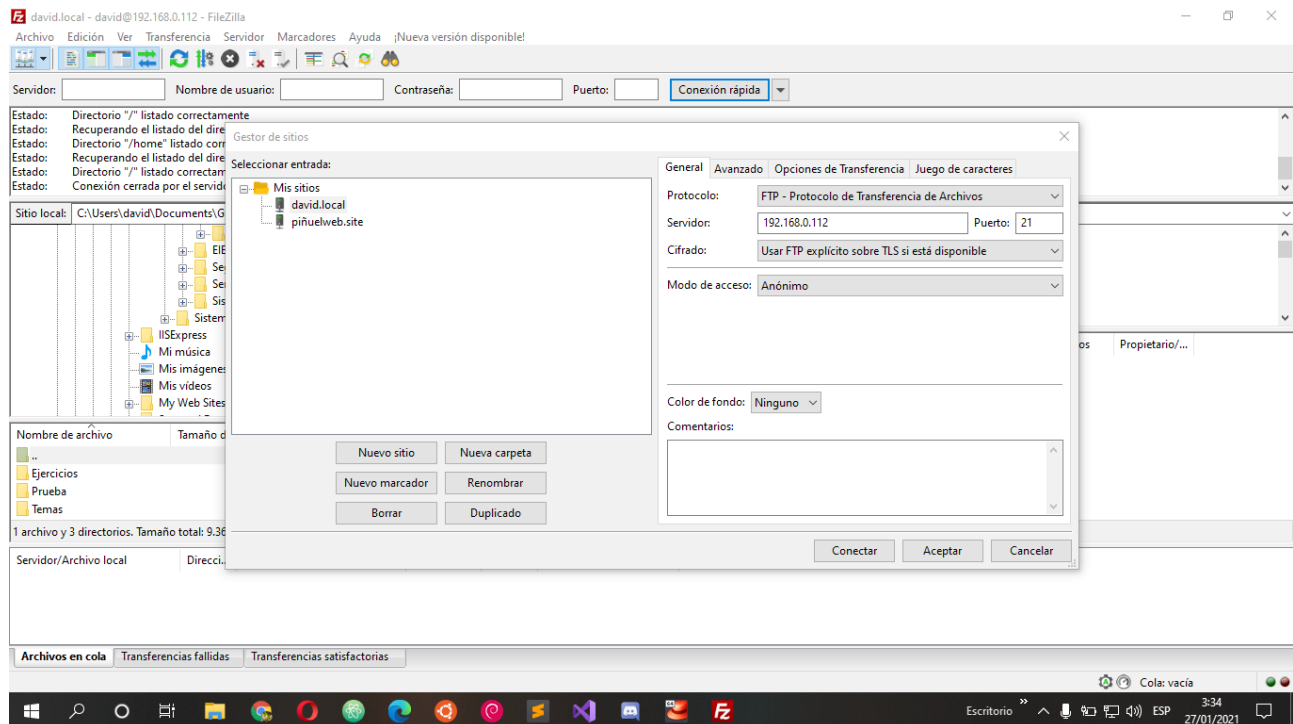 david.local - david@192.168.0.112 - FileZilla
Archivo Edición Ver Transferencia Servidor Marcadores Ayuda ¡Nueva versión disponible!
Servidor: Nombre de usuario: Contraseña: Puerto: Conexión rápida
Estado: Directorio "/" listado correctamente
Estado: Recuperando el listado del dire
Estado: Directorio "/home" listado corr
Estado: Recuperando el listado del dire
Estado: Directorio "/" listado correctam
Estado: Conexión cerrada por el servid
Sitio local: C:\Users\david\Documents\G
EIE
Se
Se
Sis
Sistem
IISExpress
Mi música
Mis imágenes
Mis vídeos
My Web Sites
Nombre de archivo Tamaño d
..
Ejercicios
Prueba
Temas
1 archivo y 3 directorios. Tamaño total: 9.36
Servidor/Archivo local Direcci...
Gestor de sitios
Seleccionar entrada:
Mis sitios
david.local
piñuelweb.site
Nuevo sitio Nueva carpeta
Nuevo marcador Renombrar
Borrar Duplicado
General Avanzado Opciones de Transferencia Juego de caracteres
Protocolo: FTP - Protocolo de Transferencia de Archivos
Servidor: 192.168.0.112 Puerto: 21
Cifrado: Usar FTP explícito sobre TLS si está disponible
Modo de acceso: Anónimo
Color de fondo: Ninguno
Comentarios:
Conectar Aceptar Cancelar
os Propietario/...
Archivos en cola Transferencias fallidas Transferencias satisfactorias
Cola: vacía
Escritorio ESP 3:34
27/01/2021